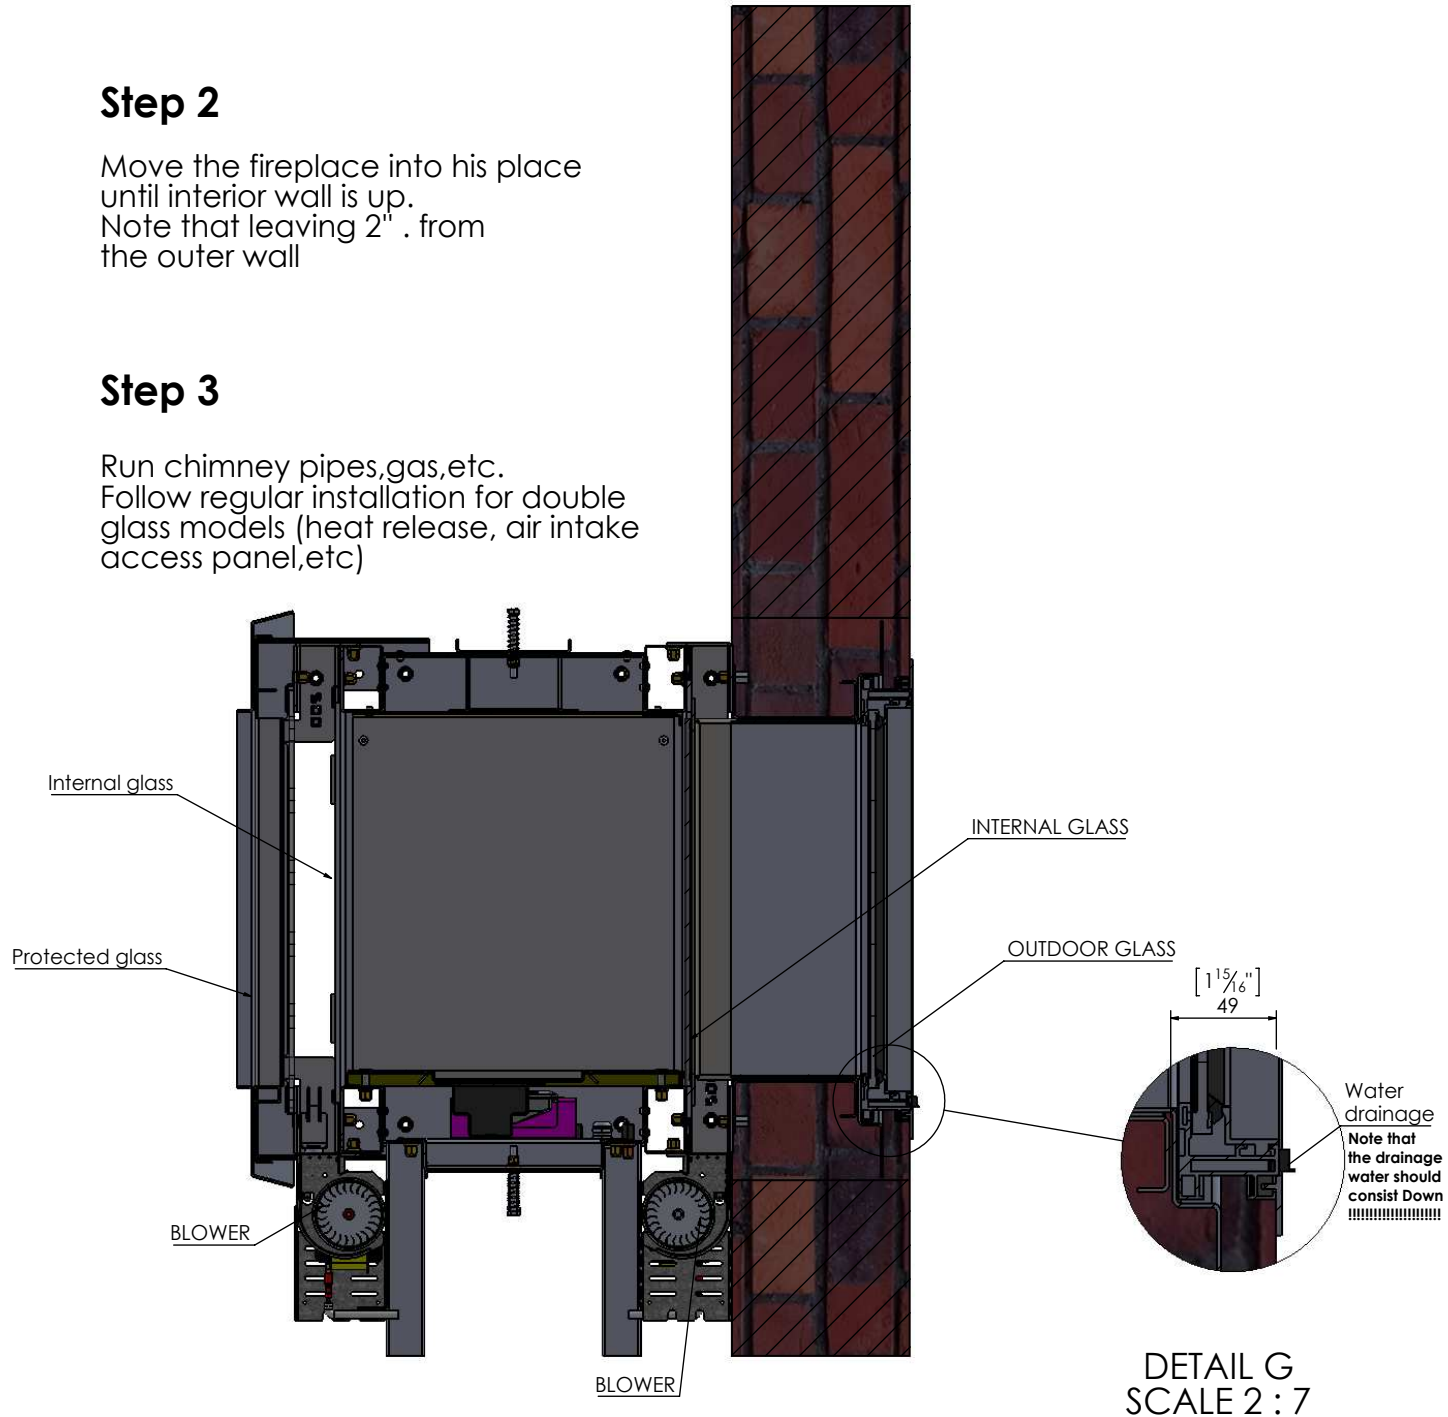 Step 2
Move the fireplace into his place
until interior wall is up.
Note that leaving 2" . from
the outer wall
Step 3
Run chimney pipes,gas,etc.
Follow regular installation for double
glass models (heat release, air intake
access panel,etc)
Internal glass
INTERNAL GLASS
Protected glass
OUTDOOR GLASS
[1 15/16"]
49
Water
drainage
Note that
the drainage
water should
consist Down
!!!!!!!!!!!!!!!!!!!!!!
BLOWER
BLOWER
DETAIL G
SCALE 2 : 7